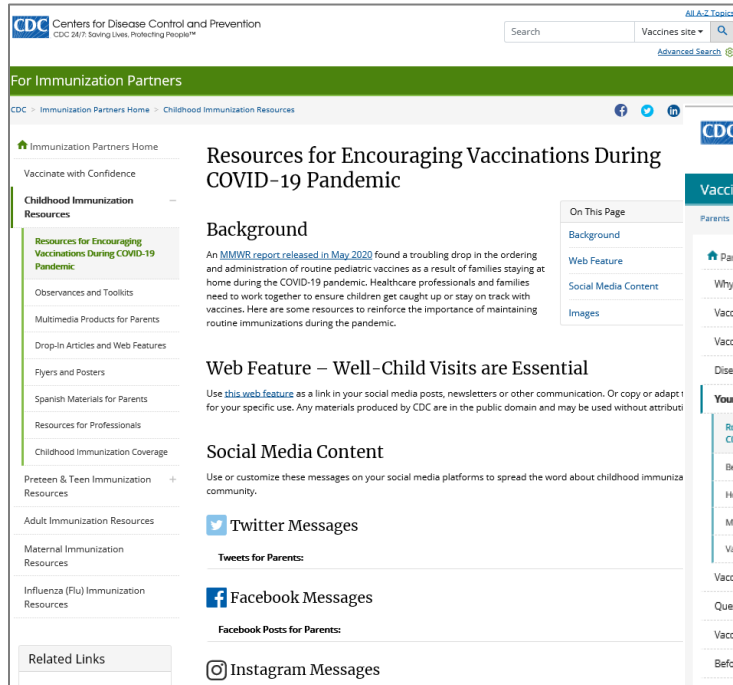 All A-Z Topics
CDC Centers for Disease Control and Prevention
CDC 24/7: Saving Lives, Protecting People™
Search
Vaccines site
Advanced Search
For Immunization Partners
CDC > Immunization Partners Home > Childhood Immunization Resources
Immunization Partners Home
Vaccinate with Confidence
Childhood Immunization
Resources
Resources for Encouraging
Vaccinations During COVID-19
Pandemic
Observances and Toolkits
Multimedia Products for Parents
Drop-In Articles and Web Features
Flyers and Posters
Spanish Materials for Parents
Resources for Professionals
Childhood Immunization Coverage
Preteen & Teen Immunization
Resources
Adult Immunization Resources
Maternal Immunization
Resources
Influenza (Flu) Immunization
Resources
Related Links
Resources for Encouraging Vaccinations During
COVID-19 Pandemic
Background
An MMWR report released in May 2020 found a troubling drop in the ordering
and administration of routine pediatric vaccines as a result of families staying at
home during the COVID-19 pandemic. Healthcare professionals and families
need to work together to ensure children get caught up or stay on track with
vaccines. Here are some resources to reinforce the importance of maintaining
routine immunizations during the pandemic.
On This Page
Background
Web Feature
Social Media Content
Images
Web Feature – Well-Child Visits are Essential
Use this web feature as a link in your social media posts, newsletters or other communication. Or copy or adapt
for your specific use. Any materials produced by CDC are in the public domain and may be used without attributi
Social Media Content
Use or customize these messages on your social media platforms to spread the word about childhood immuniza
community.
Twitter Messages
Tweets for Parents:
Facebook Messages
Facebook Posts for Parents:
Instagram Messages
CDC
Vacci
Parents
Pa
Why
Vacc
Vacc
Dise
Your
Be
H
M
Va
Vacc
Que
Vacc
Befo